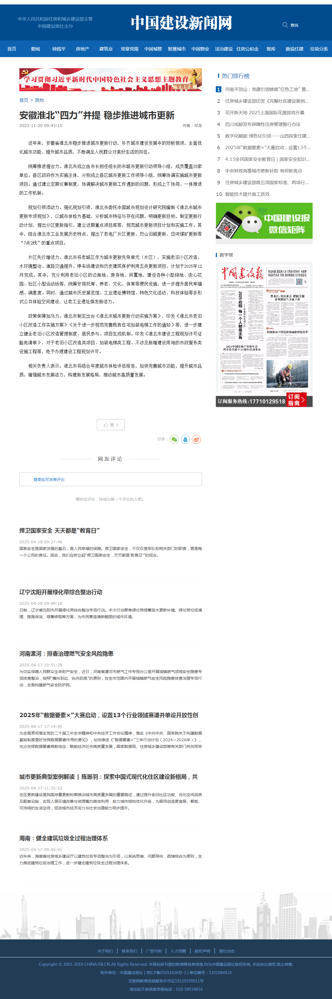 中华人民共和国住房和城乡建设部主管
中国建设报社主办
中国建设新闻网
查找
首页 要闻 钟践平 房地产 建筑业 党章党规 中国城管 智慧城市 中国物业 法治建设 住房公积金 智库 数说住建 垃圾分类
学习贯彻习近平新时代中国特色社会主义思想主题教育
专题报道
首页 > 其他
安徽淮北“四力”并提 稳步推进城市更新
2023-11-20 09:43:15 作者：祁龙
近年来，安徽省淮北市稳步推进城市更新行动，补齐城市建设发展中的短板弱项，全面优
化城市功能、提升城市品质，不断满足人民群众对美好生活的向往。
统筹推进提合力。淮北市成立由市长担任组长的市城市更新行动领导小组，成员覆盖25家
单位。县区政府作为实施主体，分别成立县区城市更新工作领导小组，统筹协调实施城市更新
项目。通过建立定期议事制度，协调解决城市更新工作遇到的问题，形成上下协同、一体推进
的工作机制。
规划引领添动力。强化规划引领，淮北市委托中国城市规划设计研究院编制《淮北市城市
更新专项规划》，以城市体检为基础，分析城市特征与存在问题，明确更新目标，制定更新行
动计划，提出分区更新指引，建立近期重点项目库等，规范城市更新项目计划和实施工作。其
中，结合淮北市工业发展历史特点，提出了老电厂片区更新、烈山旧城更新、岱河煤矿更新等
“7点2线”的重点项目。
片区先行增活力。淮北市将老城区作为城市更新先导单元（片区），实施老旧小区改造、
水环境整治、道路交通提升、停车场建设和历史建筑保护利用五类更新项目，计划于2025年12
月完成。其中，充分利用老旧小区的边角地、废弃地、闲置地，建设各种小型绿地、街心花
园、社区小型运动场等，统筹安排托育、养老、文化、体育等便民设施，进一步提升居民幸福
感、满意度。同时，通过城市历史展览馆、工业遗址博物馆、特色文化活动、科技体验等多形
式公共体验空间建设，让老工业遗址焕发新活力。
政策保障加马力。淮北市制定出台《淮北市城市更新行动实施方案》，印发《淮北市老旧
小区改造工作实施方案》《关于进一步规范完善既有住宅加装电梯工作的通知》等，进一步建
立健全老旧小区改造管理制度、居民参与、项目生成机制。印发《淮北市建设工程规划许可证
豁免清单》，对于老旧小区改造类项目、加装电梯类工程、不涉及新增建设用地的市政服务类
设施工程等，免予办理建设工程规划许可。
相关负责人表示，淮北市将结合年度城市体检评估报告，加快完善城市功能，提升城市品
质，增强城市发展活力，构建新发展格局，推动城市高质量发展。
赞 3
分享：
网友评论
登录后可发表评论
暂时没评论，快成为第一个评论的人吧。
捍卫国家安全 天天都是“教育日”
2025-04-18 09:37:46
国家安全是国家发展的基石，是人民幸福的保障。捍卫国家安全，不仅仅是军队和相关部门的职责，更是每
一个公民的责任。因此，我们应树立起“捍卫国家安全，天天都是‘教育日’”的观念。
辽宁沈阳开展绿化带综合整治行动
2025-04-18 09:48:18
日前，辽宁省沈阳市开展绿化带综合整治专项行动。本次行动聚焦绿化带绿篱苗木更新补植、绿化带垃圾清
理、路面保洁、绿篱修剪等方面，为市民营造清新靓丽的城市环境。
河南漯河：排查治理燃气安全风险隐患
2025-04-17 10:51:28
为切实保障人民群众生命财产安全，近日，河南省漯河市燃气工作专班办公室开展城镇燃气领域安全隐患专
项排查整治，按照“横向到边、纵向到底”的原则，在全市范围内开展城镇燃气安全风险隐患排查治理专项行
动，全面构建燃气安全防护网。
2025年“数据要素×”大赛启动，设置13个行业领域赛道并单设开放性创
2025-04-17 17:14:45
为全面贯彻落实党的二十届三中全会精神和中央经济工作会议精神，落实《中共中央、国务院关于构建数据
基础制度更好发挥数据要素作用的意见》，加快推进《“数据要素×”三年行动计划（2024—2026年）》，
充分发挥数据要素乘数效应，赋能经济社会高质量发展，国家数据局、住房城乡建设部等有关部门将共同举
城市更新典型案例解读 | 陈振羽：探索中国式现代化住区建设新格局，共
2025-04-17 11:35:52
住区更新建设是我国存量更新时期推动城市高质量发展的重要路径，通过提升老旧社区功能、优化空间品质
及配套设施，实现人居环境改善与资源集约高效利用，助力城市结构优化升级，为居民创造更宜居、智能、
可持续的生活空间，促进城市经济活力与社会治理能力同步提升。
海南：健全建筑垃圾全过程治理体系
2025-04-17 09:46:41
近年来，海南省住房城乡建设厅以建筑垃圾专项整治为引领，以系统思维、问题导向、疏堵结合为原则，全
力推进建筑垃圾治理工作，进一步健全建筑垃圾全过程治理体系。
热门排行榜
1 河南平顶山：党建引领铸就“红色工地” 推...
2 住房城乡建设部印发《完整社区建设案例...
3 花开新天地 2025上海国际花展即将开幕
4 四川成都发布保障性住房管理暂行办法
5 数字化赋能 绿色化引领——山西探索住建...
6 2025年“数据要素×”大赛启动，设置13个...
7 4.15全民国家安全教育日 | 国家安全知识...
8 中央财政再推城市更新补助 有何新亮点
9 住房城乡建设部就五项国家标准、两项行...
10 智能技术提升施工质效
中国建设报
微信矩阵
数字报
中国建设报
CHINA CONSTRUCTION NEWS
2025启程 每一个人都是主角
黑龙江:突出重点 把握关键
着重抓好八方面工作
积极推动工程造价领域数智化改革
2024中国房地产估价年会
暨中房学成立30周年活动举办
订阅服务热线:17710129518
订阅
指南
关于我们 联系我们 广告刊例 人才招聘 版权声明 报社动态
Copyright © 2001-2019 CHINAJSB.CN All Rights Reserved. 本网站所刊登的新闻等各类信息,均为中国建设报社版权所有, 未经协议授权,禁止转载.
制作单位：中国建设报社 | 京ICP备05051626号-1 | 单位编号：1101084924
互联网新闻信息服务许可证10120190011号
违法和不良信息举报电话：010-58934834